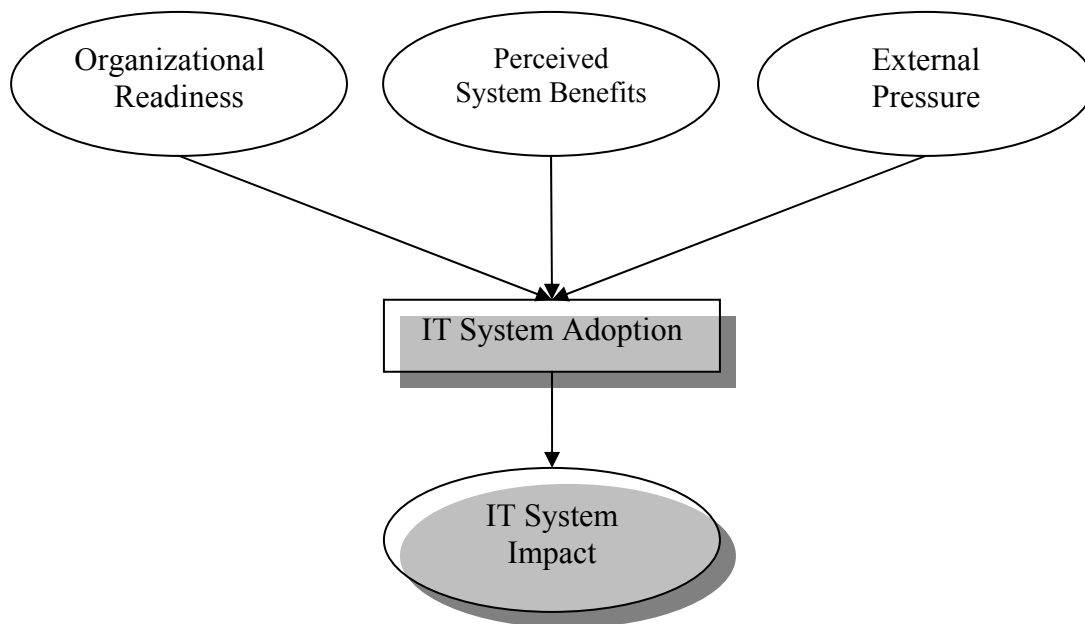 Organizational
Readiness
Perceived
System Benefits
External
Pressure
IT System Adoption
IT System
Impact